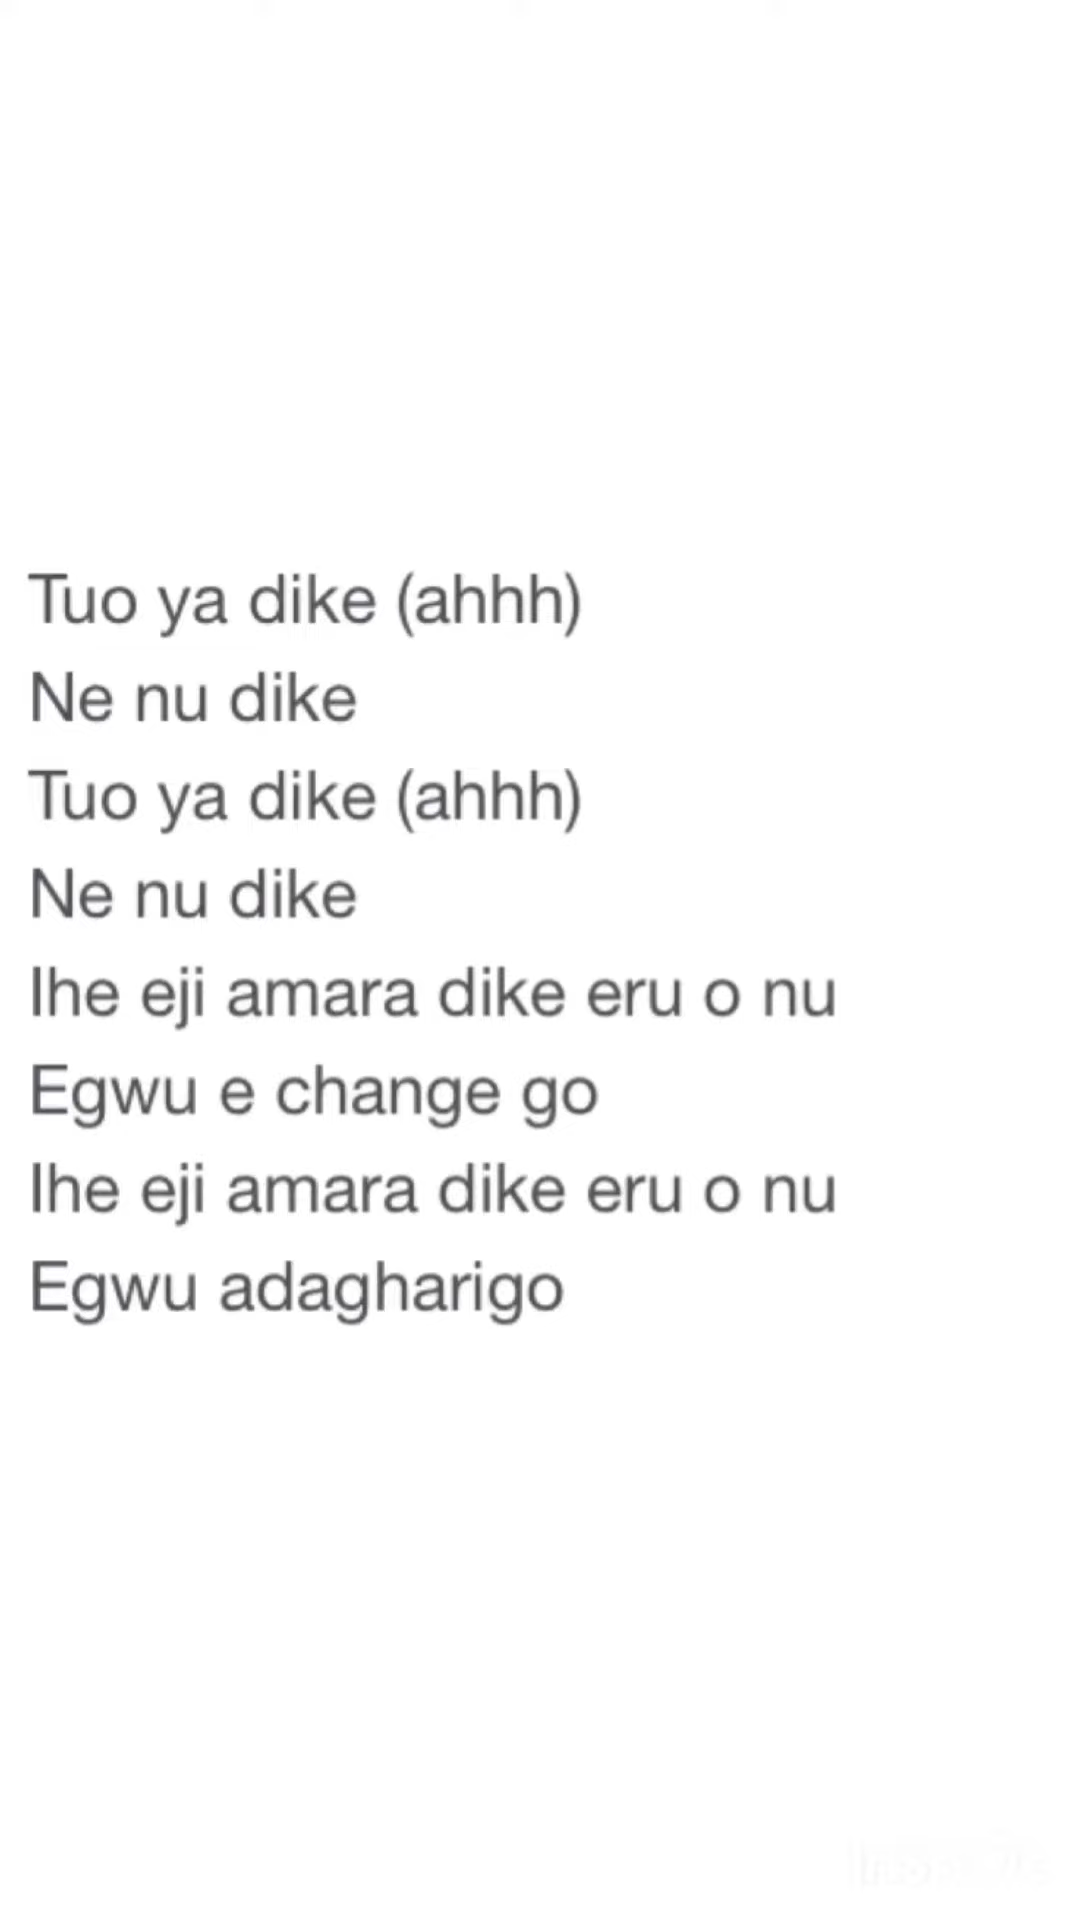 Tuo ya dike (ahhh)
Ne nu dike
Tuo ya dike (ahhh)
Ne nu dike
Ihe eji amara dike eru o nu
Egwu e change go
Ihe eji amara dike eru o nu
Egwu adagharigo